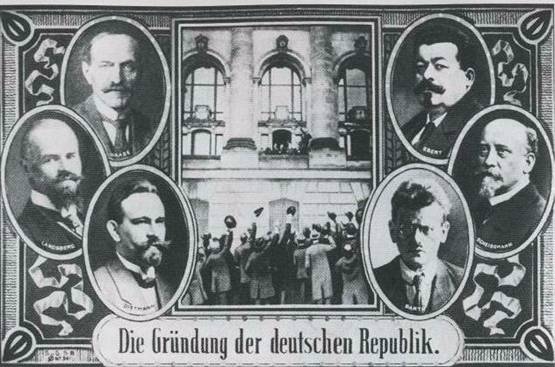 HAASE
EBERT
LANDSBERG
SCHEIDEMANN
DITTMANN
BARTH
Die Gründung der deutschen Republik.